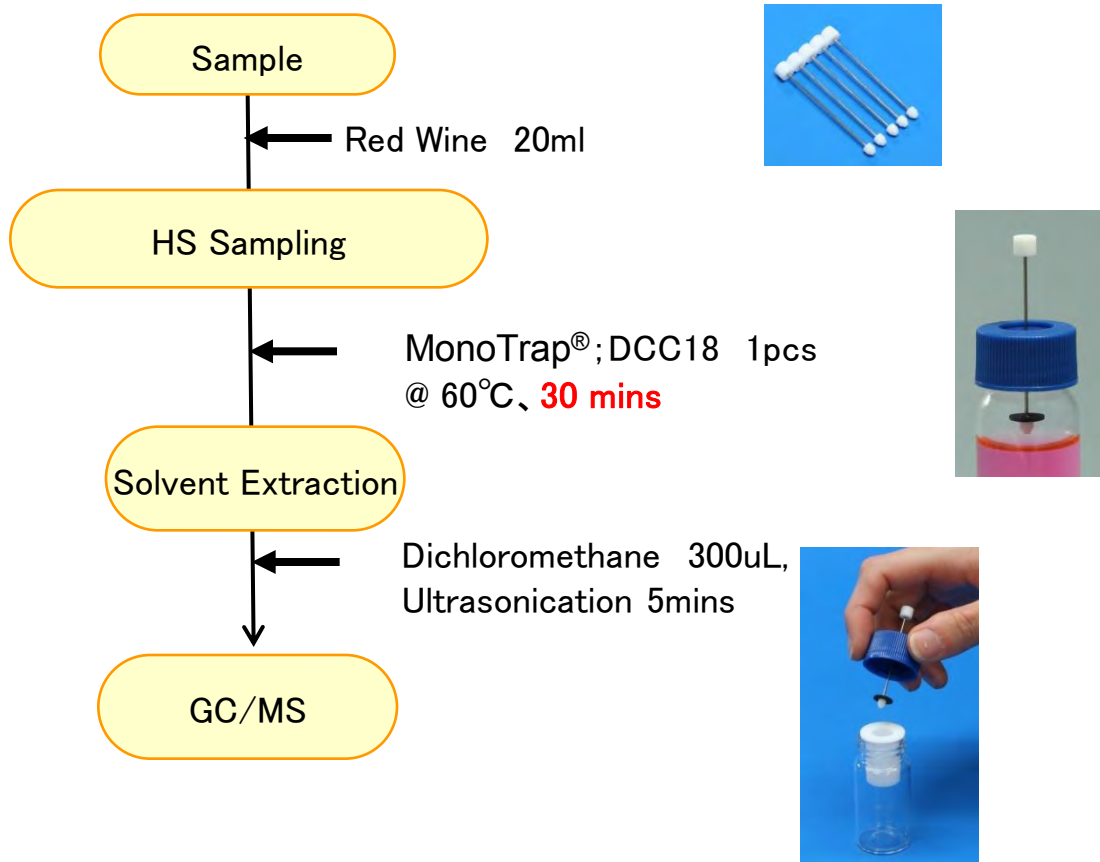 Sample
Red Wine 20ml
HS Sampling
MonoTrap®;DCC18 1pcs
@ 60℃、30 mins
Solvent Extraction
Dichloromethane 300uL,
Ultrasonication 5mins
GC/MS